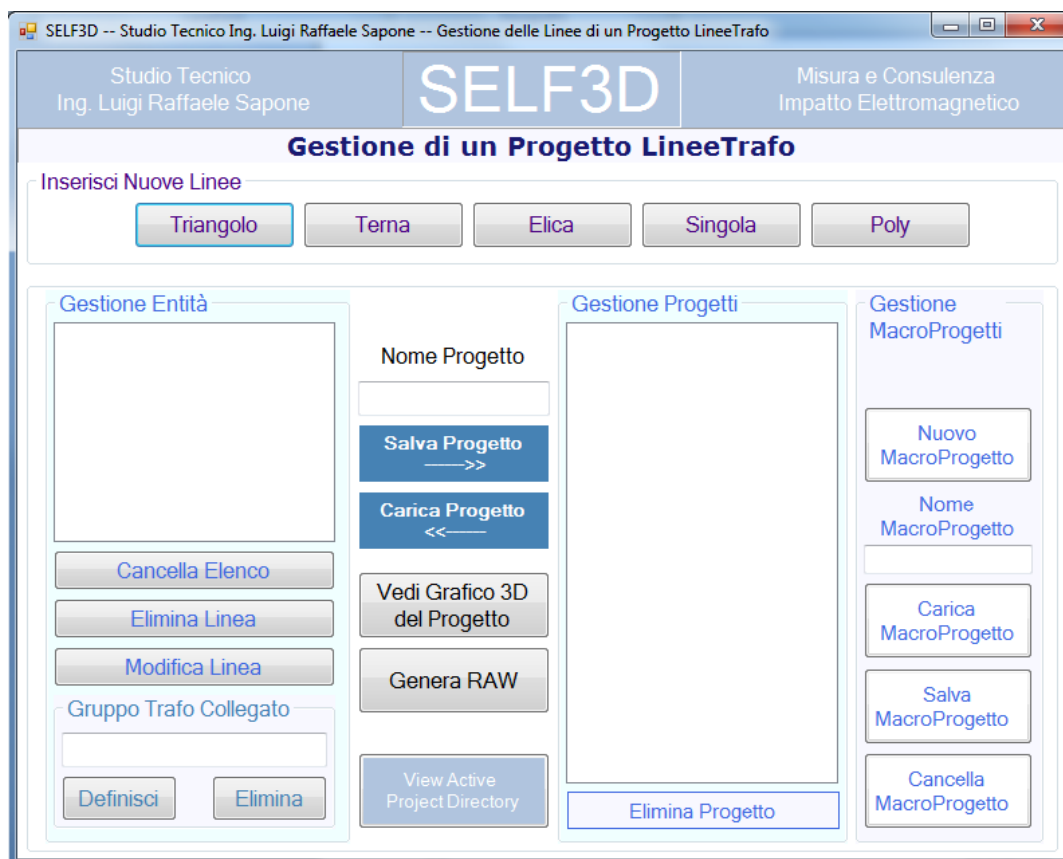 SELF3D -- Studio Tecnico Ing. Luigi Raffaele Sapone -- Gestione delle Linee di un Progetto LineeTrafo
Studio Tecnico
Ing. Luigi Raffaele Sapone
SELF3D
Misura e Consulenza
Impatto Elettromagnetico
Gestione di un Progetto LineeTrafo
Inserisci Nuove Linee
Triangolo
Terna
Elica
Singola
Poly
Gestione Entità
Cancella Elenco
Elimina Linea
Modifica Linea
Gruppo Trafo Collegato
Definisci
Elimina
Nome Progetto
Salva Progetto
------>>
Carica Progetto
<<------
Vedi Grafico 3D
del Progetto
Genera RAW
View Active
Project Directory
Gestione Progetti
Elimina Progetto
Gestione
MacroProgetti
Nuovo
MacroProgetto
Nome
MacroProgetto
Carica
MacroProgetto
Salva
MacroProgetto
Cancella
MacroProgetto